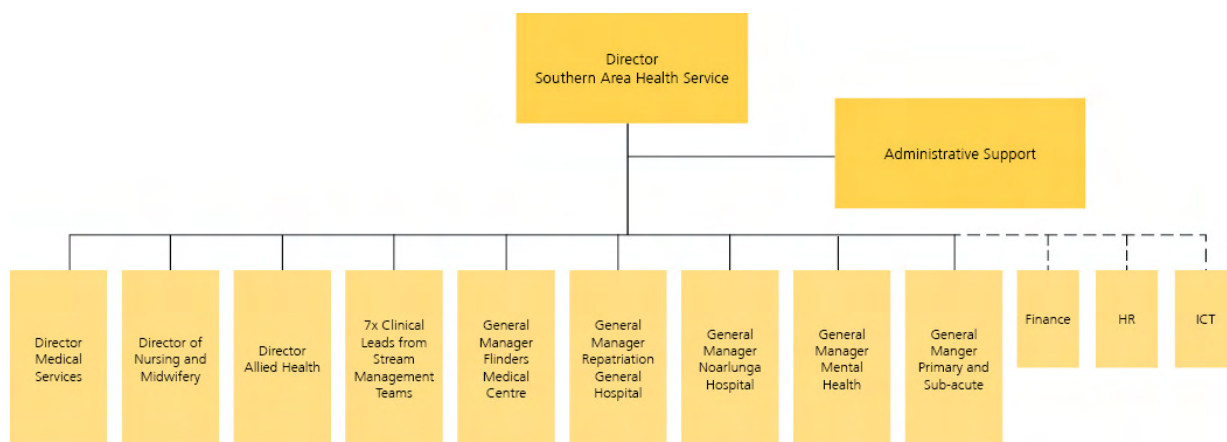 Director
Southern Area Health Service
Administrative Support
Director
Medical
Services
Director of
Nursing and
Midwifery
Director
Allied Health
7x Clinical
Leads from
Stream
Management
Teams
General
Manager
Flinders
Medical
Centre
General
Manager
Repatriation
General
Hospital
General
Manager
Noarlunga
Hospital
General
Manager
Mental
Health
General
Manger
Primary and
Sub-acute
Finance
HR
ICT